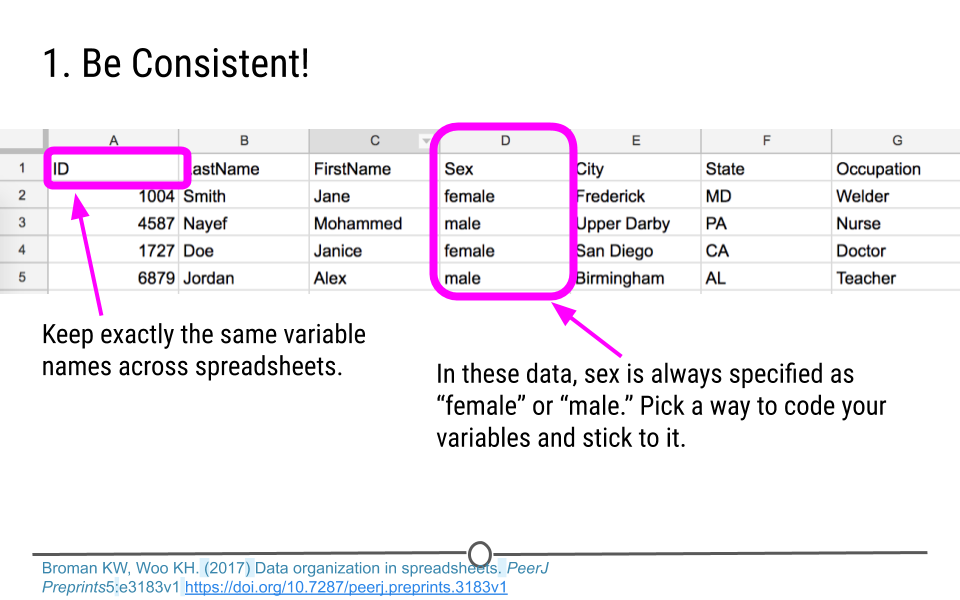 1. Be Consistent!
A B C D E F G
1 ID LastName FirstName Sex City State Occupation
2 1004 Smith Jane female Frederick MD Welder
3 4587 Nayef Mohammed male Upper Darby PA Nurse
4 1727 Doe Janice female San Diego CA Doctor
5 6879 Jordan Alex male Birmingham AL Teacher
Keep exactly the same variable
names across spreadsheets.
In these data, sex is always specified as
“female” or “male.” Pick a way to code your
variables and stick to it.
Broman KW, Woo KH. (2017) Data organization in spreadsheets. PeerJ
Preprints5:e3183v1 https://doi.org/10.7287/peerj.preprints.3183v1